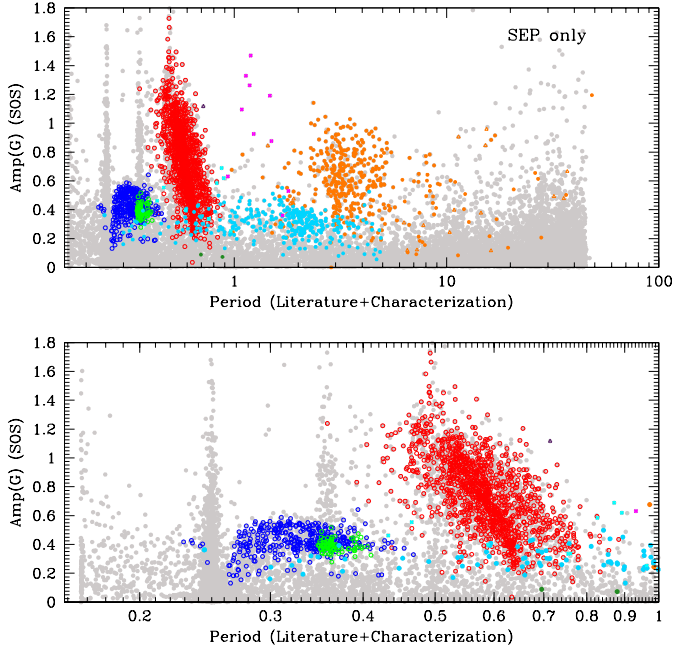 1.8
1.6
1.4
1.2
1
0.8
0.6
0.4
0.2
0
Amp(G) (SOS)
SEP only
1 10 100
Period (Literature+Characterization)
1.8
1.6
1.4
1.2
1
0.8
0.6
0.4
0.2
0
Amp(G) (SOS)
0.2 0.3 0.4 0.5 0.6 0.7 0.8 0.9 1
Period (Literature+Characterization)